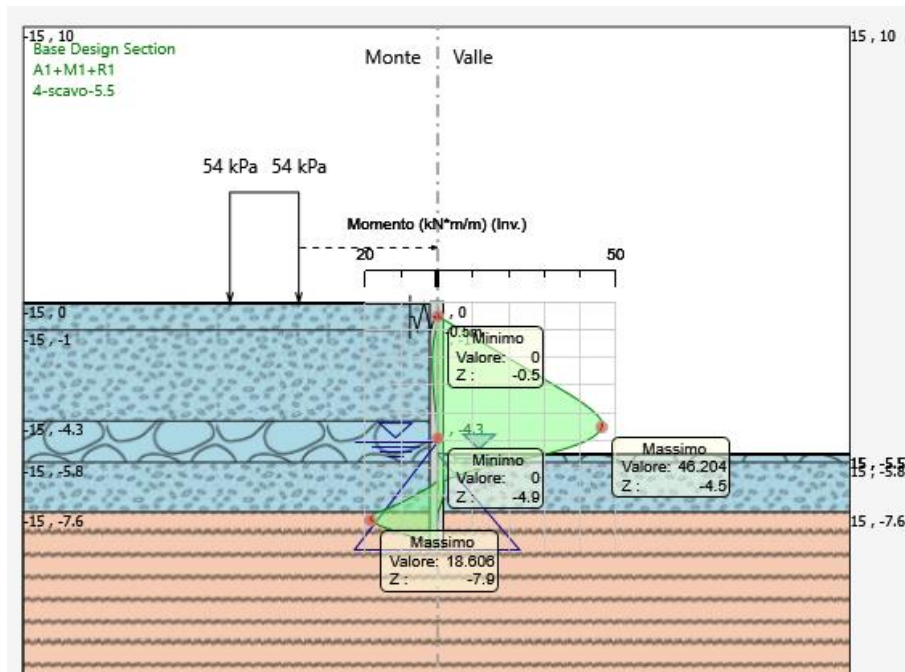 -15 , 10
15 , 10
Base Design Section
A1+M1+R1
4-scavo-5.5
Monte
Valle
54 kPa 54 kPa
Momento (kN*m/m) (Inv.)
20
50
-15 , 0
, 0
-0.5m
-15 , -1
Minimo
Valore: 0
Z : -0.5
-15 , -4.3
, -4.3
Massimo
Valore: 46.204
Z : -4.5
Minimo
Valore: 0
Z : -4.9
15 , -5.5
-15 , -5.8
15 , -5.8
-15 , -7.6
15 , -7.6
Massimo
Valore: 18.606
Z : -7.9